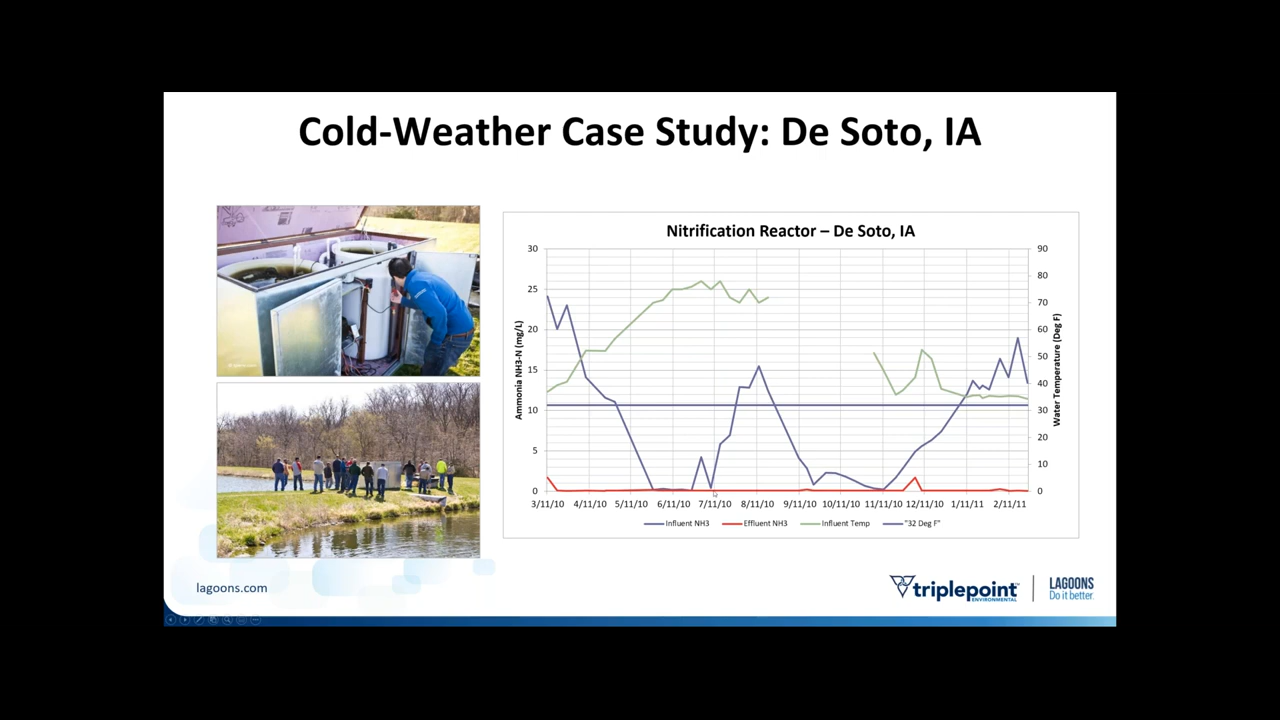 Cold-Weather Case Study: De Soto, IA
Nitrification Reactor – De Soto, IA
30
25
20
15
10
5
0
Ammonia NH3-N (mg/L)
90
80
70
60
50
40
30
20
10
0
Water Temperature (Deg F)
3/11/10 4/11/10 5/11/10 6/11/10 7/11/10 8/11/10 9/11/10 10/11/10 11/11/10 12/11/10 1/11/11 2/11/11
Influent NH3 Effluent NH3 Influent Temp "32 Deg F"
lagoons.com
triplepoint™
ENVIRONMENTAL
LAGOONS
Do it better.